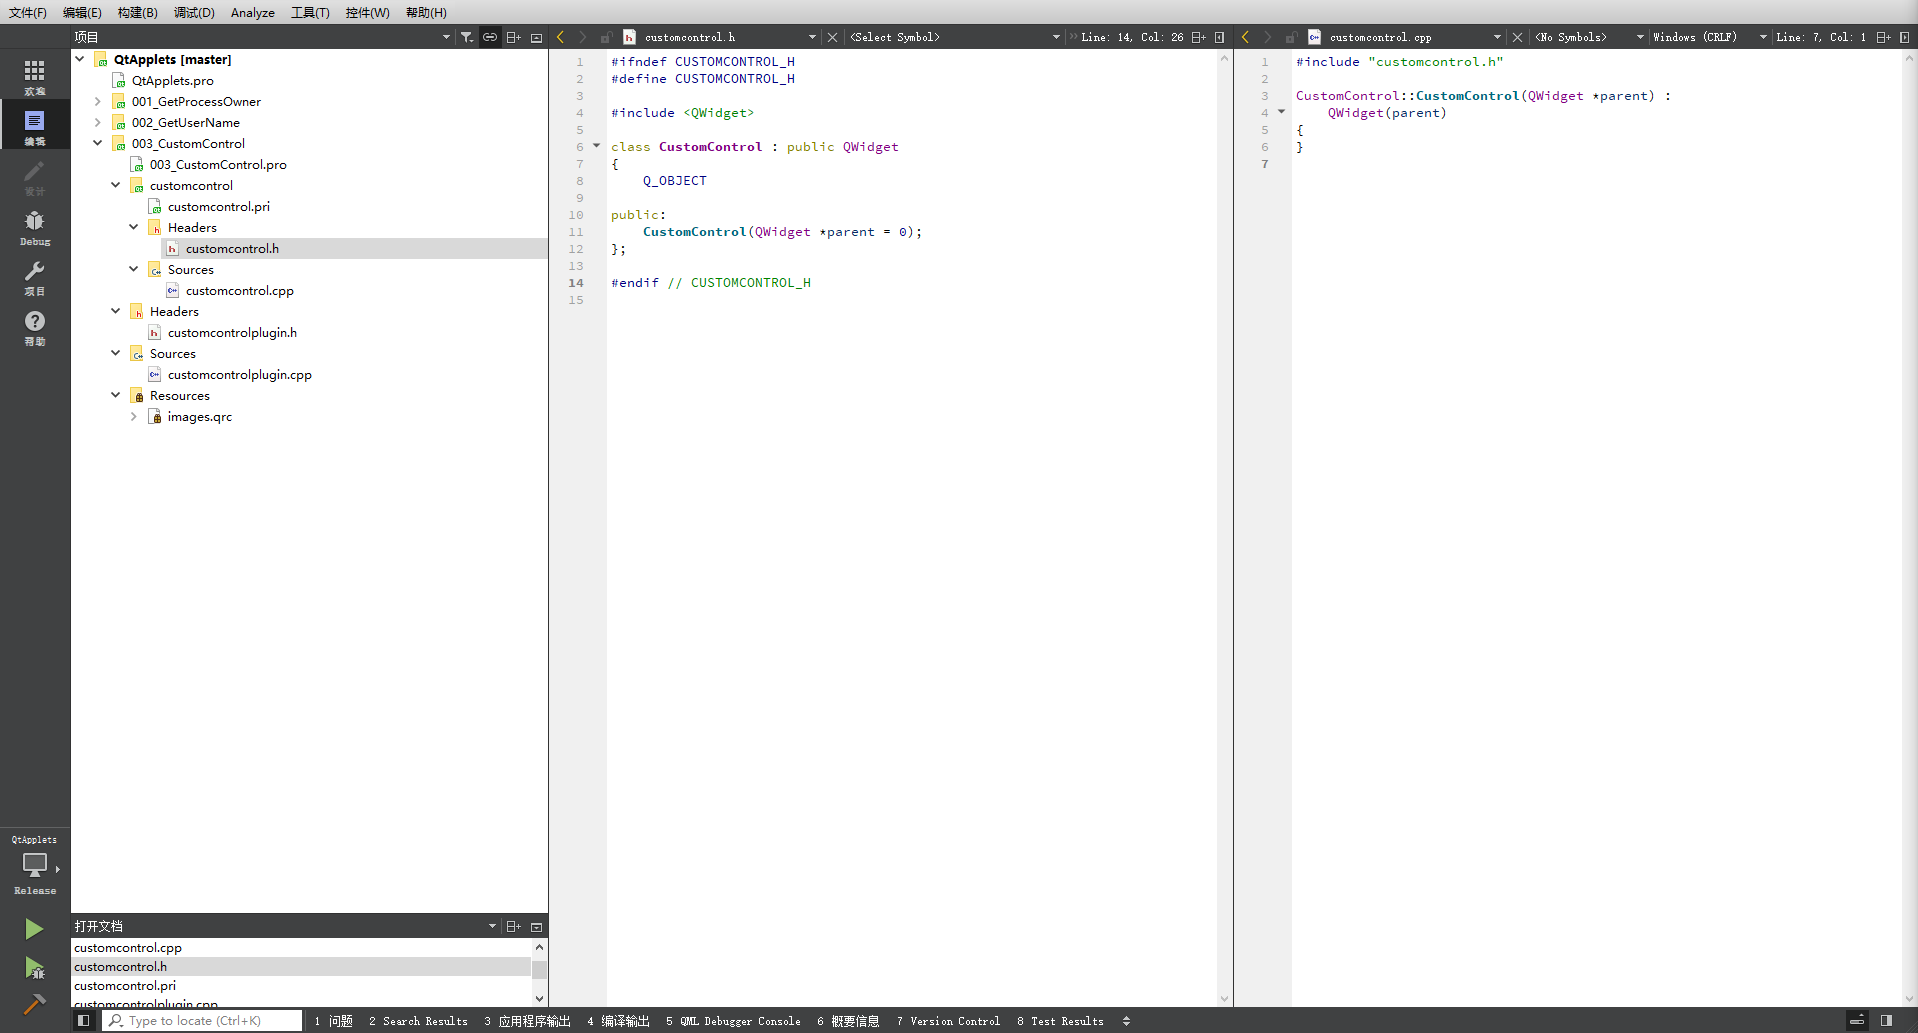 文件(F) 编辑(E) 构建(B) 调试(D) Analyze 工具(T) 控件(W) 帮助(H)
项目
customcontrol.h <Select Symbol> Line: 14, Col: 26
customcontrol.cpp <No Symbols> Windows (CRLF) Line: 7, Col: 1
欢迎
编辑
设计
Debug
项目
帮助
QtApplets
Release
QtApplets [master]
QtApplets.pro
001_GetProcessOwner
002_GetUserName
003_CustomControl
003_CustomControl.pro
customcontrol
customcontrol.pri
Headers
customcontrol.h
Sources
customcontrol.cpp
Headers
customcontrolplugin.h
Sources
customcontrolplugin.cpp
Resources
images.qrc
打开文档
customcontrol.cpp
customcontrol.h
customcontrol.pri
customcontrolplugin.cpp
1 #ifndef CUSTOMCONTROL_H
2 #define CUSTOMCONTROL_H
3
4 #include <QWidget>
5
6 class CustomControl : public QWidget
7 {
8 Q_OBJECT
9
10 public:
11 CustomControl(QWidget *parent = 0);
12 };
13
14 #endif // CUSTOMCONTROL_H
15
1 #include "customcontrol.h"
2
3 CustomControl::CustomControl(QWidget *parent) :
4 QWidget(parent)
5 {
6 }
7
Type to locate (Ctrl+K) 1 问题 2 Search Results 3 应用程序输出 4 编译输出 5 QML Debugger Console 6 概要信息 7 Version Control 8 Test Results